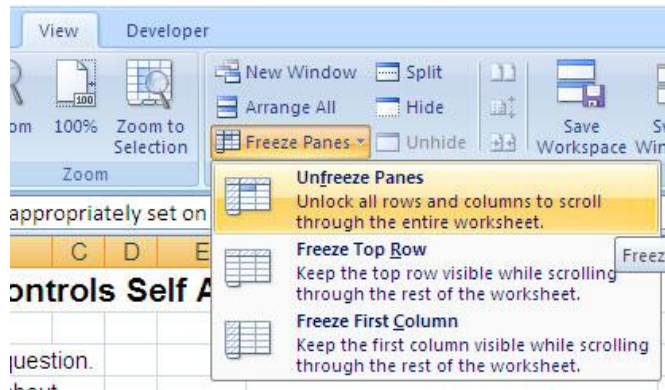 View Developer
New Window Split
Arrange All Hide
Freeze Panes Unhide
100
100% Zoom to Selection
Save Workspace
Zoom
Unfreeze Panes
Unlock all rows and columns to scroll
through the entire worksheet.
Freeze Top Row
Keep the top row visible while scrolling
through the rest of the worksheet.
Freeze First Column
Keep the first column visible while scrolling
through the rest of the worksheet.
Freez
appropriately set on
C D E
ontrols Self A
question.